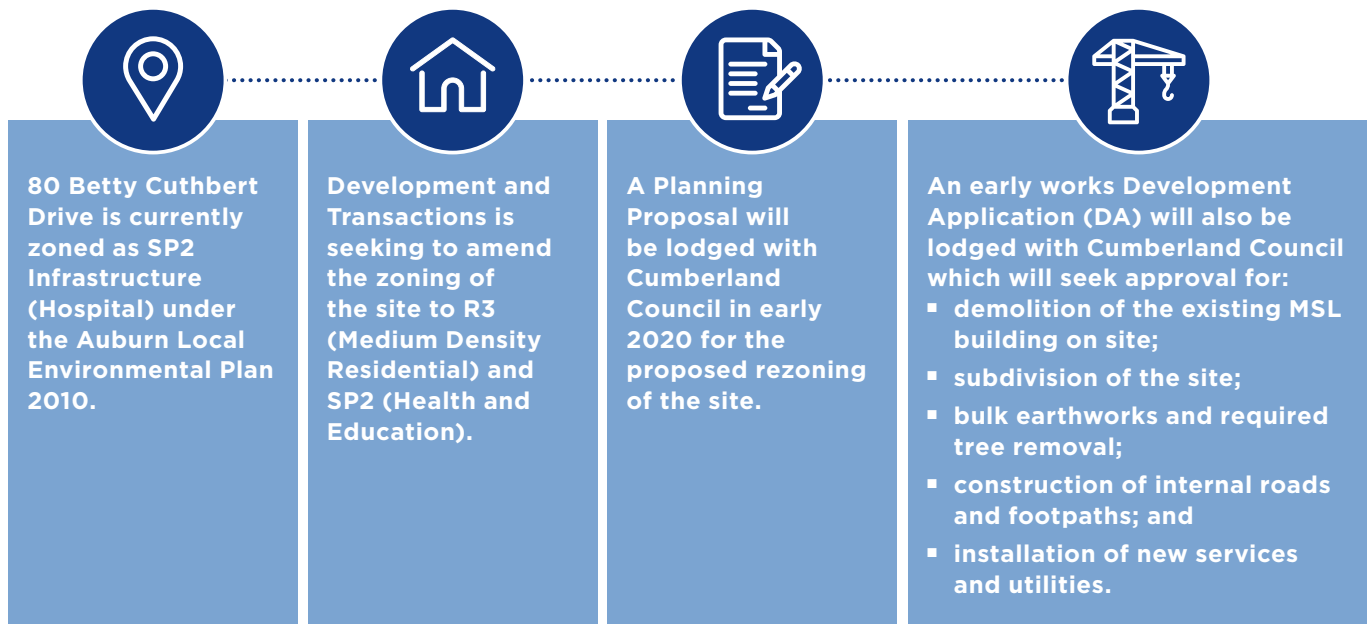 80 Betty Cuthbert
Drive is currently
zoned as SP2
Infrastructure
(Hospital) under
the Auburn Local
Environmental Plan
2010.
Development and
Transactions is
seeking to amend
the zoning of
the site to R3
(Medium Density
Residential) and
SP2 (Health and
Education).
A Planning
Proposal will
be lodged with
Cumberland
Council in early
2020 for the
proposed rezoning
of the site.
An early works Development
Application (DA) will also be
lodged with Cumberland Council
which will seek approval for:
▪ demolition of the existing MSL
building on site;
▪ subdivision of the site;
▪ bulk earthworks and required
tree removal;
▪ construction of internal roads
and footpaths; and
▪ installation of new services
and utilities.